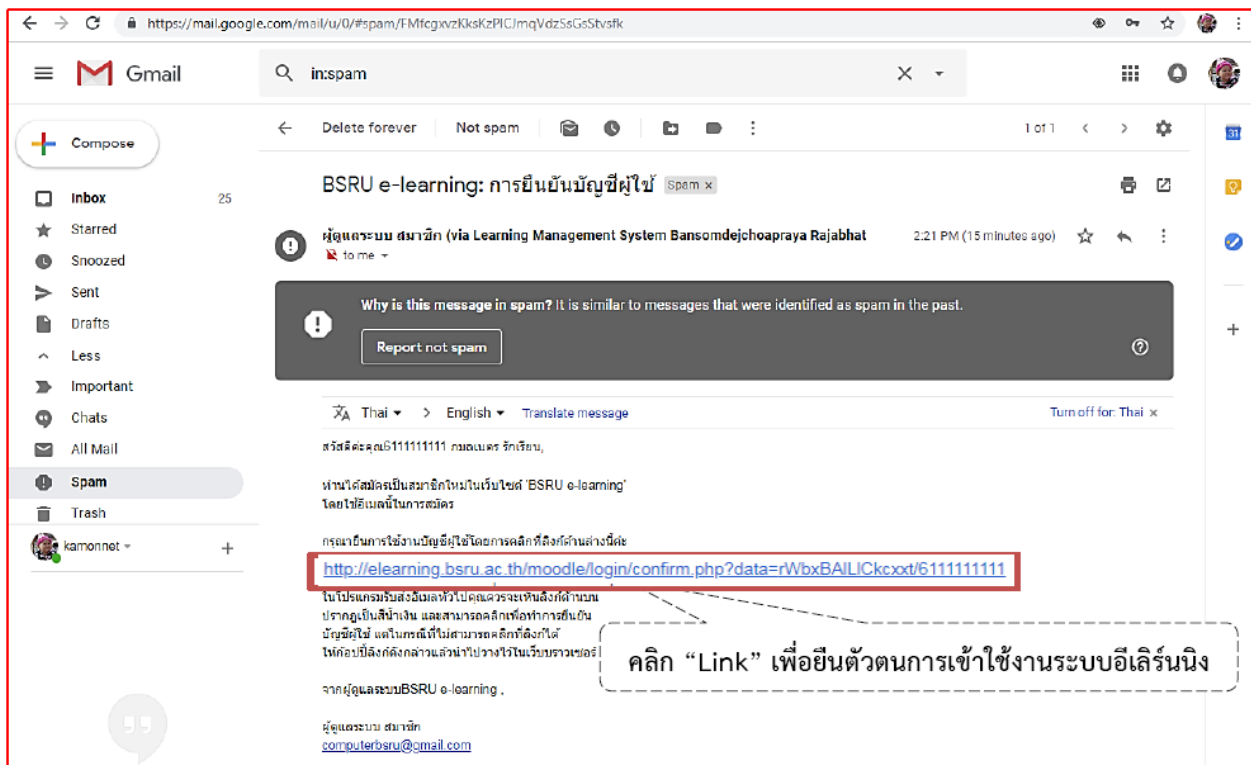 https://mail.google.com/mail/u/0/#spam/FMfcgxvzKksKzPlCJmqVdzSsGsStvsfk
Gmail
in:spam
Compose
Delete forever
Not spam
1 of 1
BSRU e-learning: การยืนยันบัญชีผู้ใช้ Spam x
Inbox 25
Starred
Snoozed
Sent
Drafts
Less
Important
Chats
All Mail
Spam
Trash
kamonnet
ผู้ดูแลระบบ สมาชิก (via Learning Management System Bansomdejchoapraya Rajabhat 2:21 PM (15 minutes ago)
to me
Why is this message in spam? It is similar to messages that were identified as spam in the past.
Report not spam
Thai > English Translate message Turn off for: Thai x
สวัสดีค่ะคุณ6111111111 กมลเนตร รักเรียน,
ท่านได้สมัครเป็นสมาชิกใหม่ในเว็บไซต์ 'BSRU e-learning'
โดยใช้อีเมลนี้ในการสมัคร
กรุณายืนการใช้งานบัญชีผู้ใช้โดยการคลิกที่ลิงก์ด้านล่างนี้ค่ะ
http://elearning.bsru.ac.th/moodle/login/confirm.php?data=rWbxBAlLlCkcxxt/6111111111
ในโปรแกรมรับส่งอีเมลทั่วไปคุณควรจะเห็นลิงก์ด้านบน
ปรากฏเป็นสีน้ำเงิน และสามารถคลิกเพื่อทำการยืนยัน
บัญชีผู้ใช้ แต่ในกรณีที่ไม่สามารถคลิกที่ลิงก์ได้
ให้ก๊อปปี้ลิงก์ดังกล่าวแล้วนำไปวางไว้ในเว็บบราวเซอร์
คลิก “Link” เพื่อยืนตัวตนการเข้าใช้งานระบบอีเลิร์นนิง
จากผู้ดูแลระบบBSRU e-learning ,
ผู้ดูแลระบบ สมาชิก
computerbsru@gmail.com
31